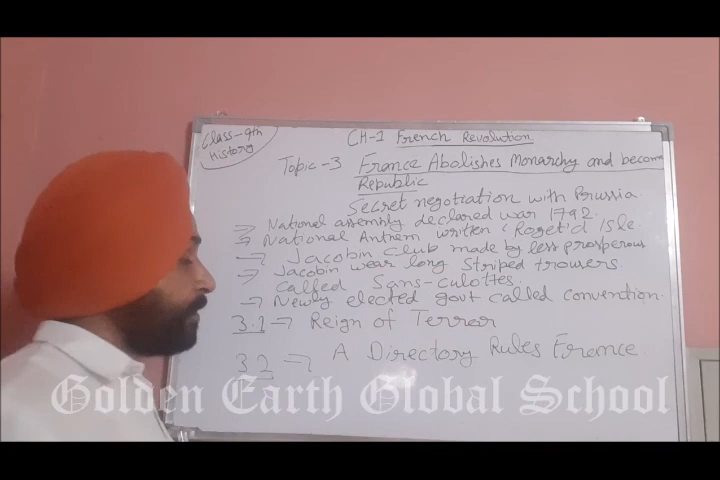 Class-9th
History
CH-1 French Revolution
Topic-3 France Abolishes Monarchy and become
Republic
Secret negotiation with Prussia.
→ National assembly declared war 1792.
→ National Anthem written 'Roget'd Isle
→ Jacobin Club made by less prosperous
→ Jacobin wear long Striped trousers.
Called Sans-culottes.
→ Newly elected govt called convention.
3.1 → Reign of Terror
3.2 → A Directory Rules France.
Golden Earth Global School